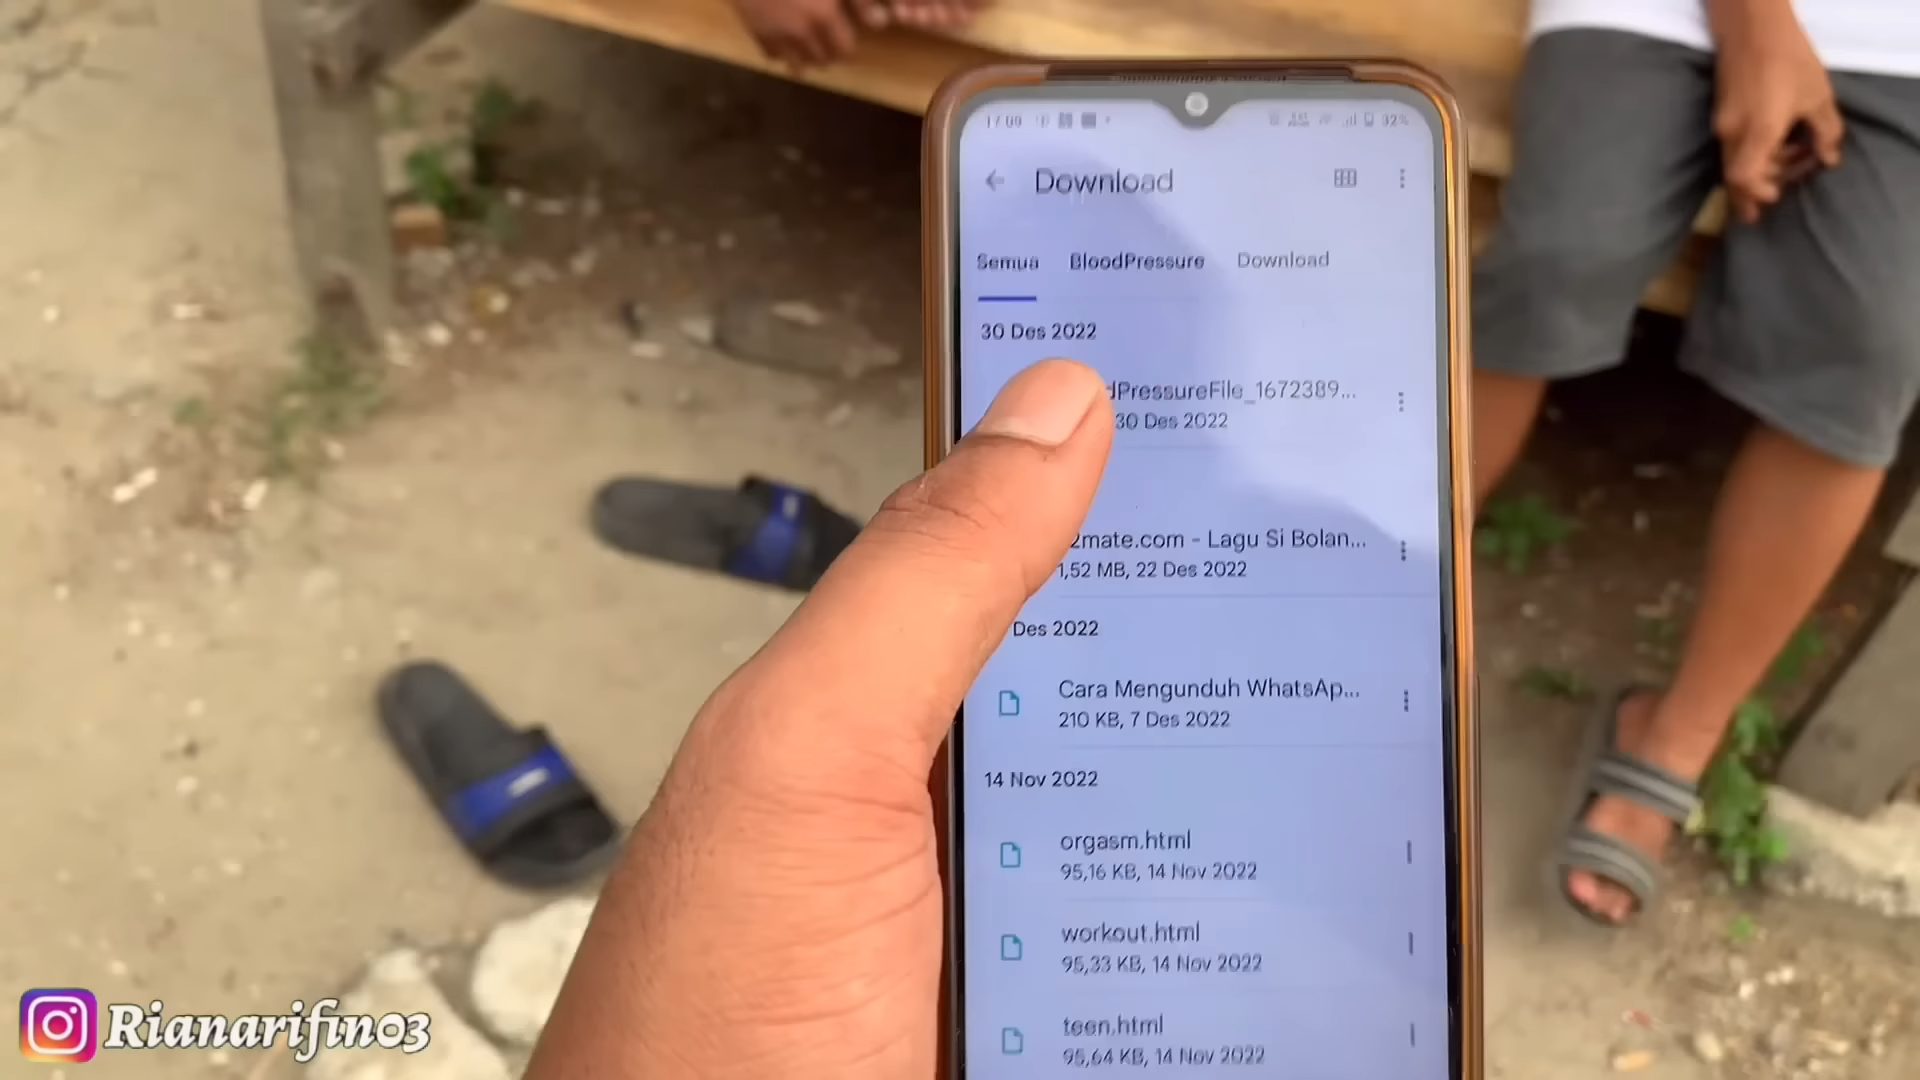 17 09
32%
Download
Semua BloodPressure Download
30 Des 2022
dPressureFile_1672389...
30 Des 2022
2mate.com - Lagu Si Bolan...
1,52 MB, 22 Des 2022
Des 2022
Cara Mengunduh WhatsAp...
210 KB, 7 Des 2022
14 Nov 2022
orgasm.html
95,16 KB, 14 Nov 2022
workout.html
95,33 KB, 14 Nov 2022
teen.html
95,64 KB, 14 Nov 2022
Rianarifin03